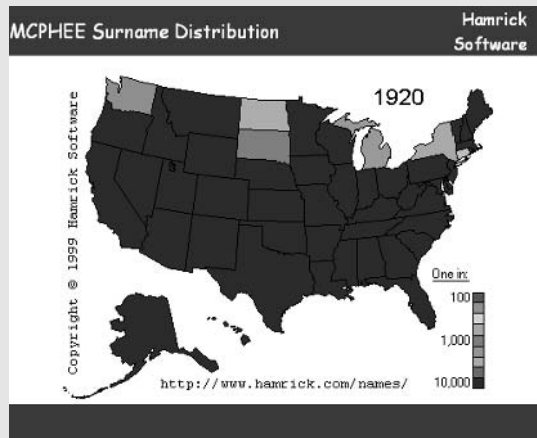 MCPHEE Surname Distribution
Hamrick
Software
1920
Copyright © 1999 Hamrick Software
One in:
100
1,000
10,000
http://www.hamrick.com/names/